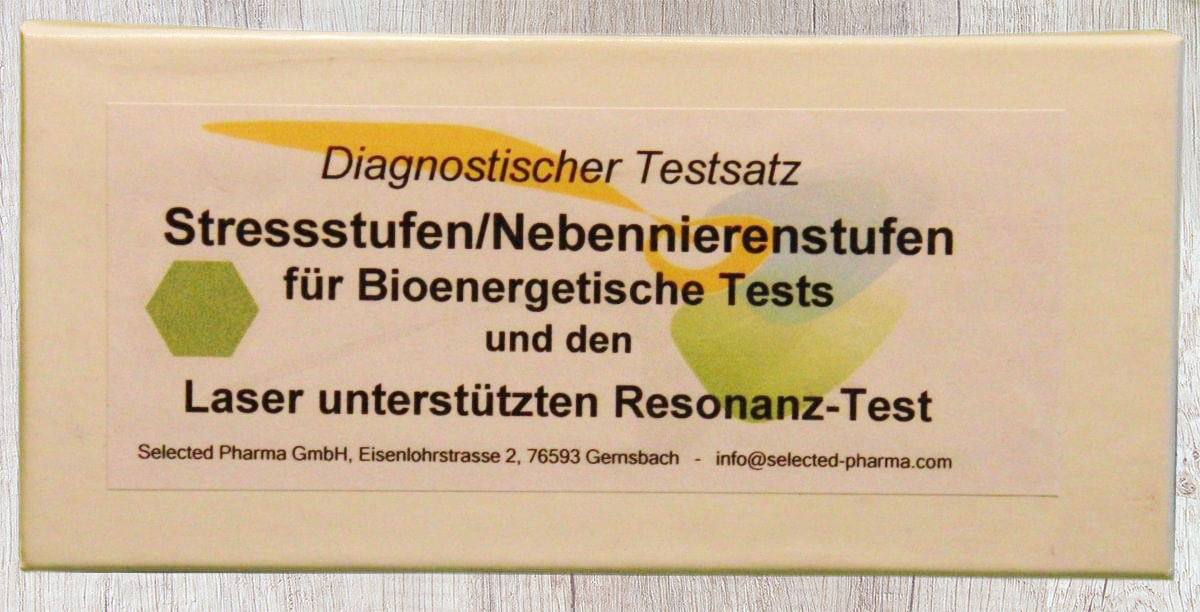 Diagnostischer Testsatz
Stressstufen/Nebennierenstufen
für Bioenergetische Tests
und den
Laser unterstützten Resonanz-Test
Selected Pharma GmbH, Eisenlohrstrasse 2, 76593 Gernsbach - info@selected-pharma.com